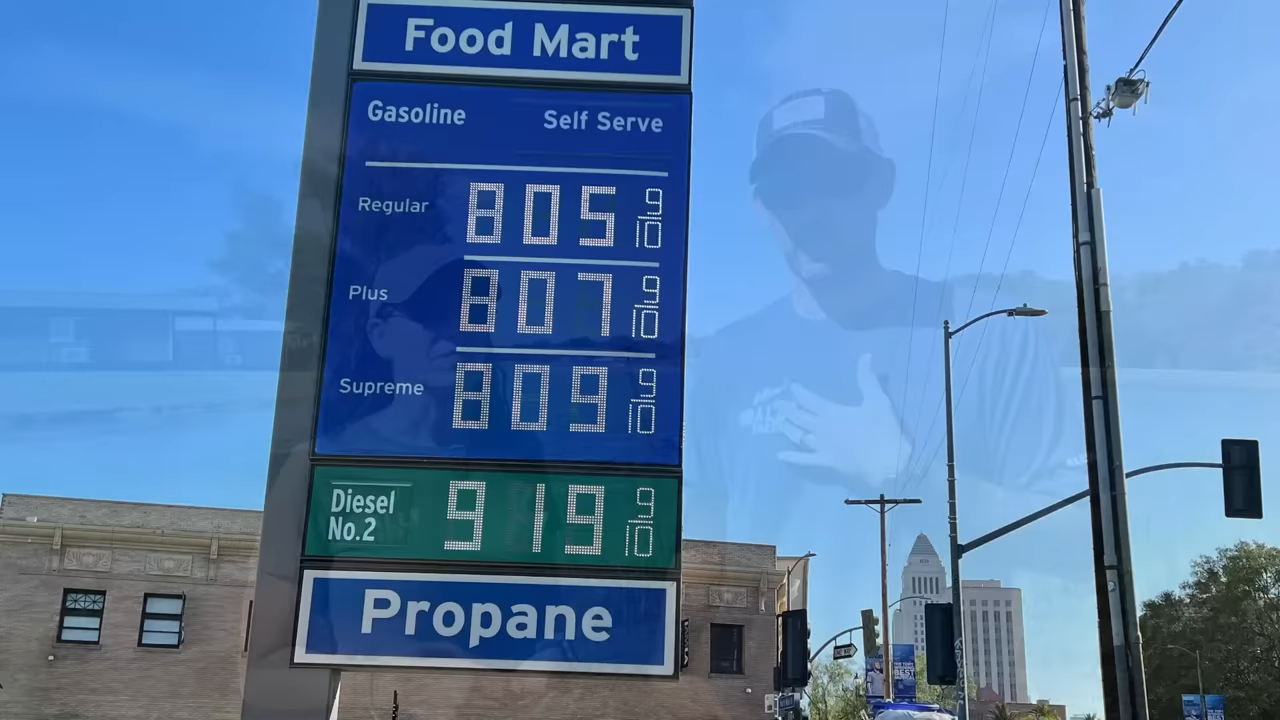 Food Mart
Gasoline Self Serve
Regular 805 9/10
Plus 807 9/10
Supreme 809 9/10
Diesel
No.2 919 9/10
Propane